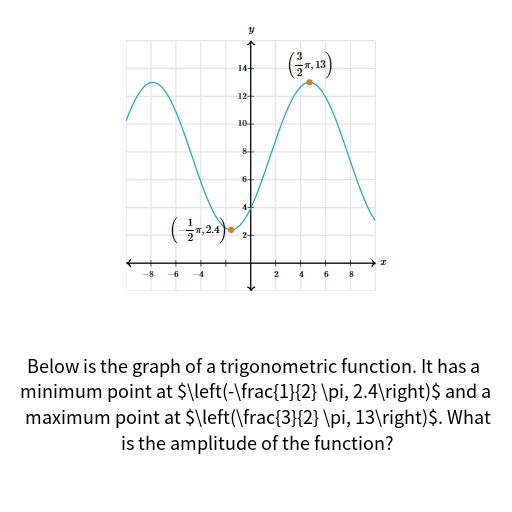 y
(3/2 π, 13)
14
12
10
8
6
4
(-1/2 π, 2.4)
2
x
-8 -6 -4 2 4 6 8
Below is the graph of a trigonometric function. It has a
minimum point at $\left(-\frac{1}{2} \pi, 2.4\right)$ and a
maximum point at $\left(\frac{3}{2} \pi, 13\right)$. What
is the amplitude of the function?